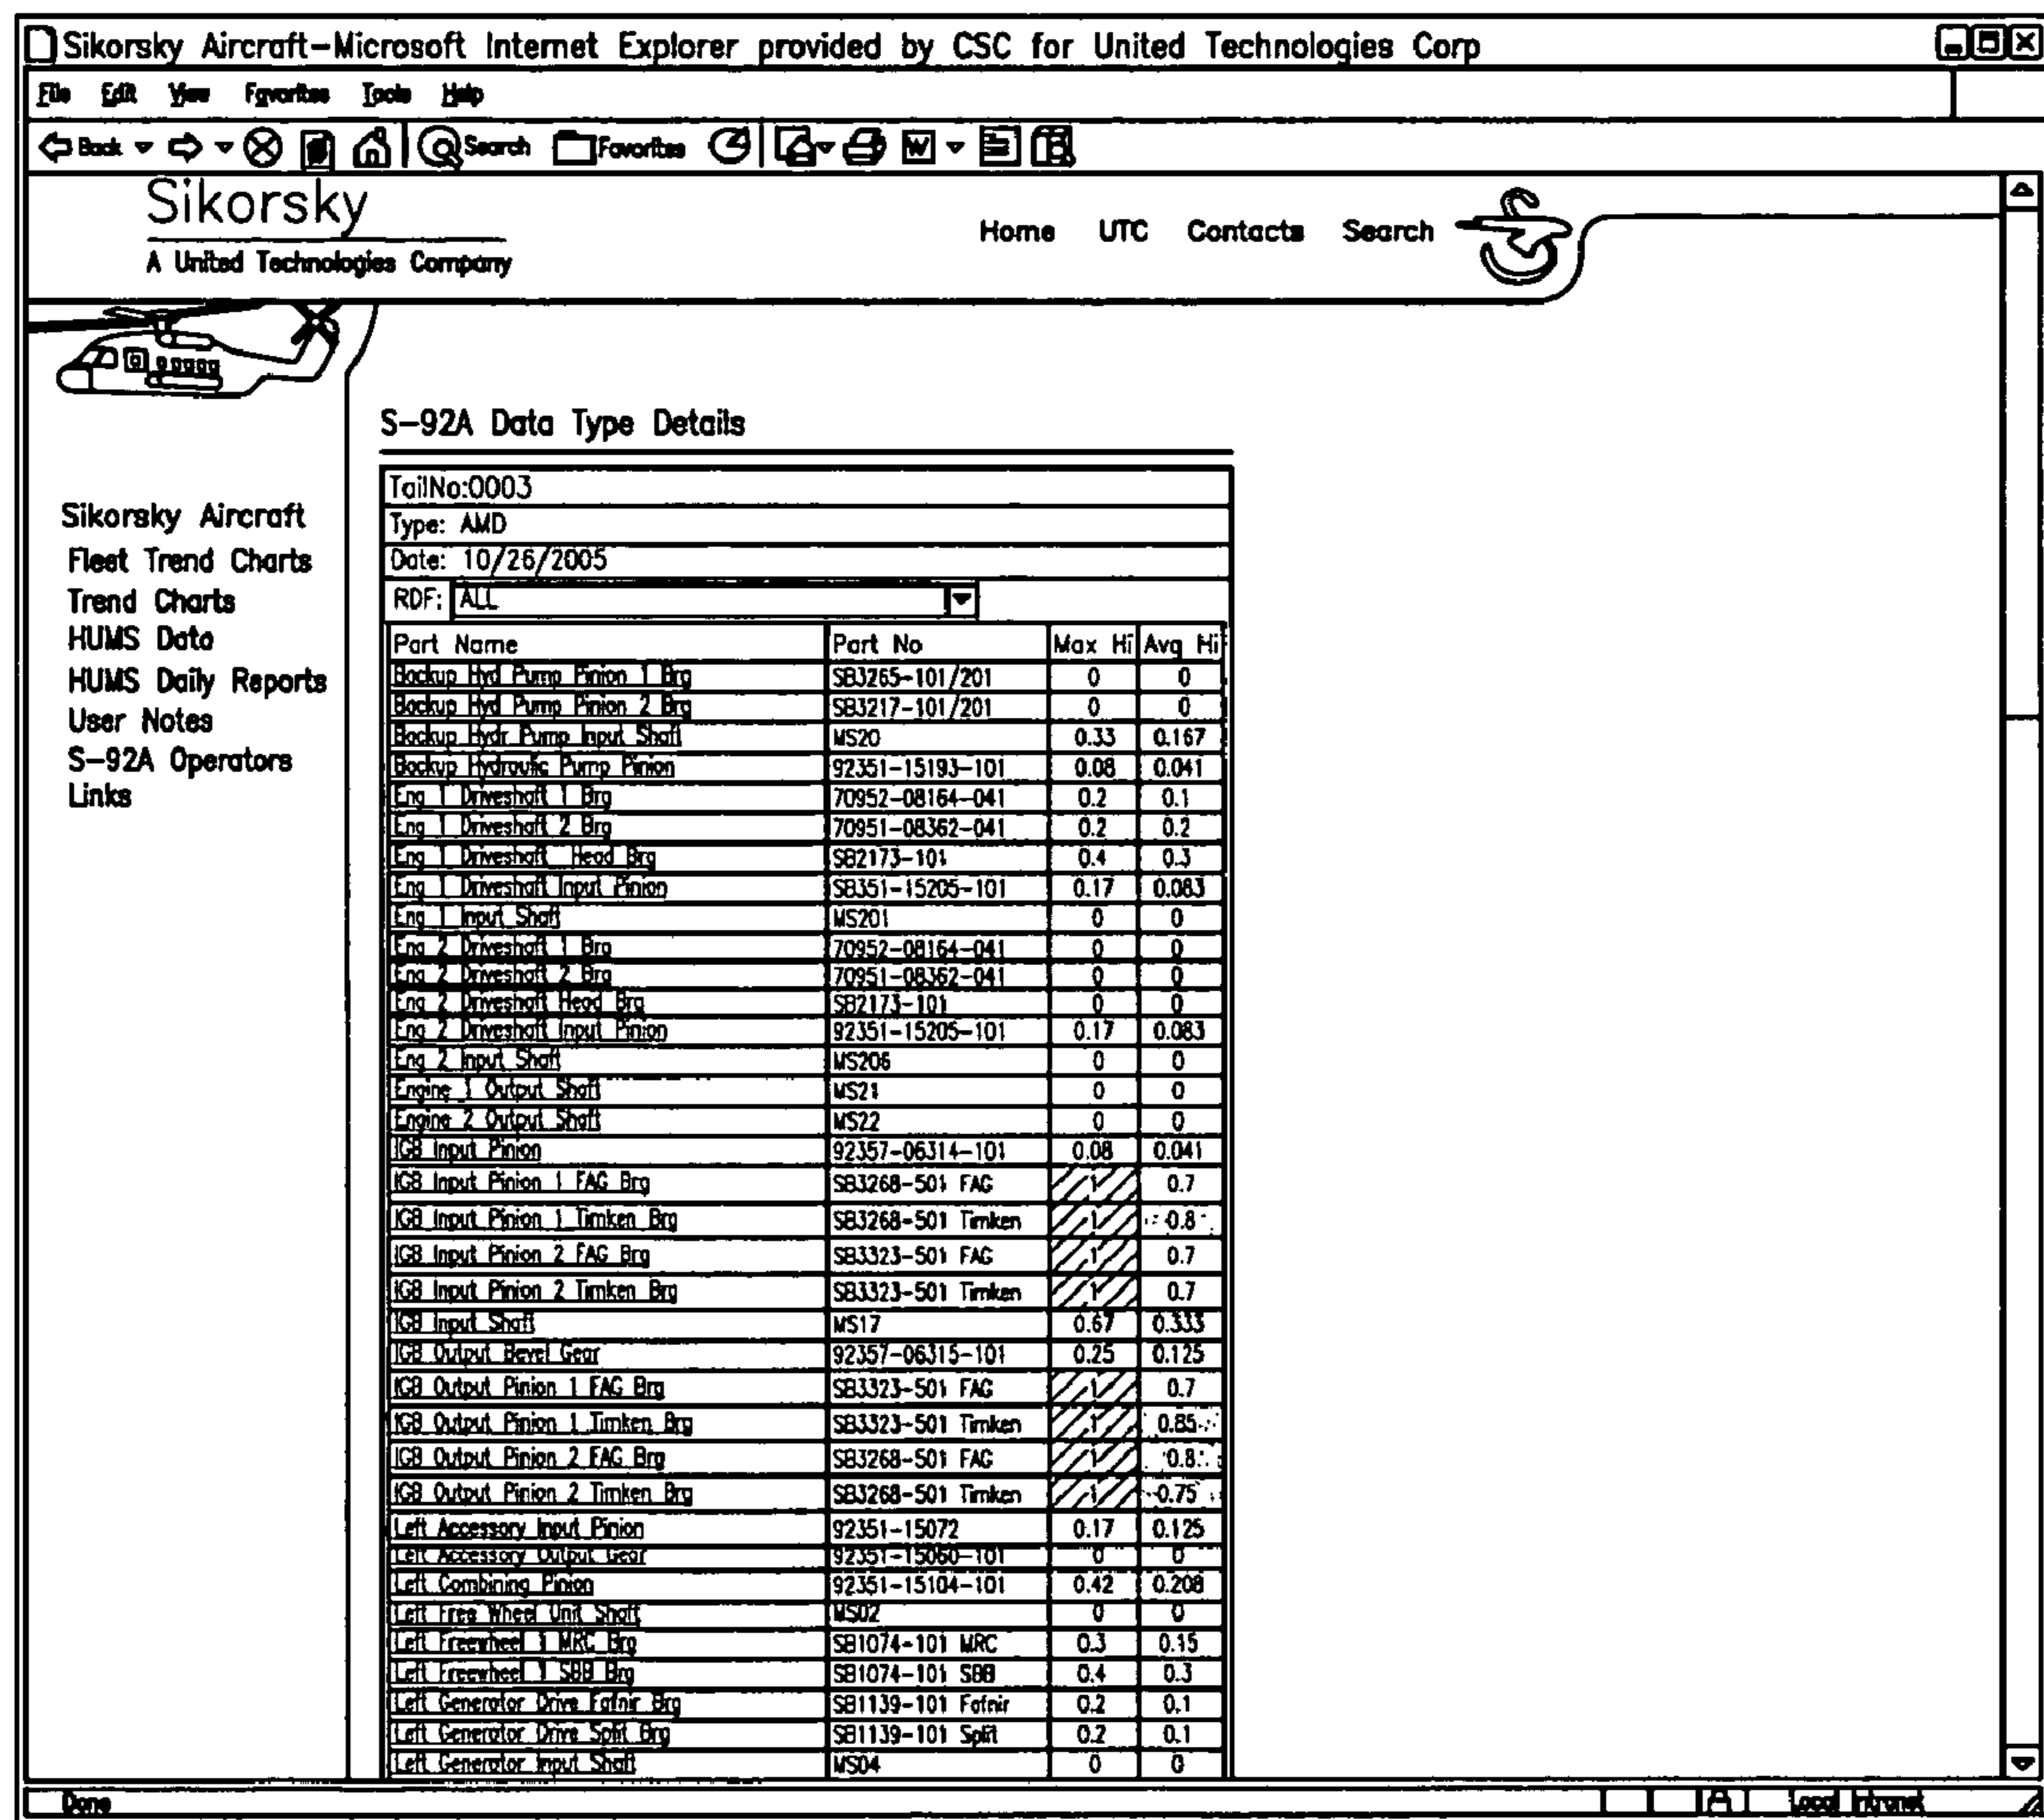 Sikorsky Aircraft-Microsoft Internet Explorer provided by CSC for United Technologies Corp
File Edit View Favorites Tools Help
Back Search Favorites W
Sikorsky
A United Technologies Company
Home UTC Contacts Search
S-92A Data Type Details
Sikorsky Aircraft
Fleet Trend Charts
Trend Charts
HUMS Data
HUMS Daily Reports
User Notes
S-92A Operators
Links
TailNo:0003
Type: AMD
Date: 10/26/2005
RDF: ALL
Part Name Part No Max Hi Avg Hi
Backup Hyd Pump Pinion 1 Brg SB3265-101/201 0 0
Backup Hyd Pump Pinion 2 Brg SB3217-101/201 0 0
Backup Hydr Pump Input Shaft MS20 0.33 0.167
Backup Hydraulic Pump Pinion 92351-15193-101 0.08 0.041
Eng 1 Driveshaft 1 Brg 70952-08164-041 0.2 0.1
Eng 1 Driveshaft 2 Brg 70951-08362-041 0.2 0.2
Eng 1 Driveshaft Head Brg SB2173-101 0.4 0.3
Eng 1 Driveshaft Input Pinion SB351-15205-101 0.17 0.083
Eng 1 Input Shaft MS201 0 0
Eng 2 Driveshaft 1 Brg 70952-08164-041 0 0
Eng 2 Driveshaft 2 Brg 70951-08362-041 0 0
Eng 2 Driveshaft Head Brg SB2173-101 0 0
Eng 2 Driveshaft Input Pinion 92351-15205-101 0.17 0.083
Eng 2 Input Shaft MS206 0 0
Engine 1 Output Shaft MS21 0 0
Engine 2 Output Shaft MS22 0 0
IGB Input Pinion 92357-06314-101 0.08 0.041
IGB Input Pinion 1 FAG Brg SB3268-501 FAG 1 0.7
IGB Input Pinion 1 Timken Brg SB3268-501 Timken 1 0.8
IGB Input Pinion 2 FAG Brg SB3323-501 FAG 1 0.7
IGB Input Pinion 2 Timken Brg SB3323-501 Timken 1 0.7
IGB Input Shaft MS17 0.67 0.333
IGB Output Bevel Gear 92357-06315-101 0.25 0.125
IGB Output Pinion 1 FAG Brg SB3323-501 FAG 1 0.7
IGB Output Pinion 1 Timken Brg SB3323-501 Timken 1 0.85
IGB Output Pinion 2 FAG Brg SB3268-501 FAG 1 0.8
IGB Output Pinion 2 Timken Brg SB3268-501 Timken 1 0.75
Left Accessory Input Pinion 92351-15072 0.17 0.125
Left Accessory Output Gear 92351-15060-101 0 0
Left Combining Pinion 92351-15104-101 0.42 0.208
Left Free Wheel Unit Shaft MS02 0 0
Left Freewheel 1 MRC Brg SB1074-101 MRC 0.3 0.15
Left Freewheel 1 SBB Brg SB1074-101 SBB 0.4 0.3
Left Generator Drive Fafnir Brg SB1139-101 Fafnir 0.2 0.1
Left Generator Drive Split Brg SB1139-101 Split 0.2 0.1
Left Generator Input Shaft MS04 0 0
Done Local Intranet